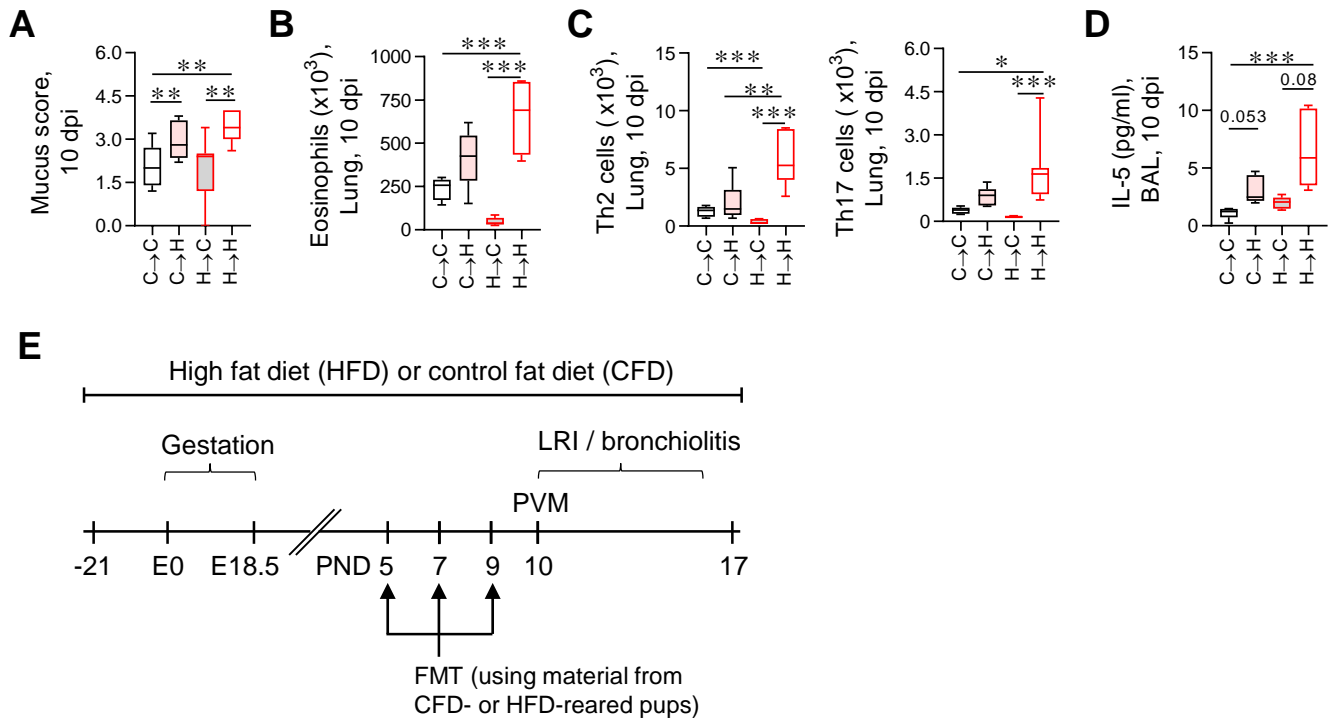 A
Mucus score,
10 dpi
6.0
4.5
3.0
1.5
0.0
**
** **
C→C
C→H
H→C
H→H
B
Eosinophils (x10³),
Lung, 10 dpi
1000
750
500
250
0
***
***
C→C
C→H
H→C
H→H
C
Th2 cells ( x10³),
Lung, 10 dpi
15
10
5
0
***
**
***
C→C
C→H
H→C
H→H
Th17 cells ( x10³),
Lung, 10 dpi
6.0
4.5
3.0
1.5
0.0
*
***
C→C
C→H
H→C
H→H
D
IL-5 (pg/ml),
BAL, 10 dpi
15
10
5
0
***
0.08
0.053
C→C
C→H
H→C
H→H
E
High fat diet (HFD) or control fat diet (CFD)
Gestation
LRI / bronchiolitis
PVM
-21 E0 E18.5 PND 5 7 9 10 17
FMT (using material from
CFD- or HFD-reared pups)